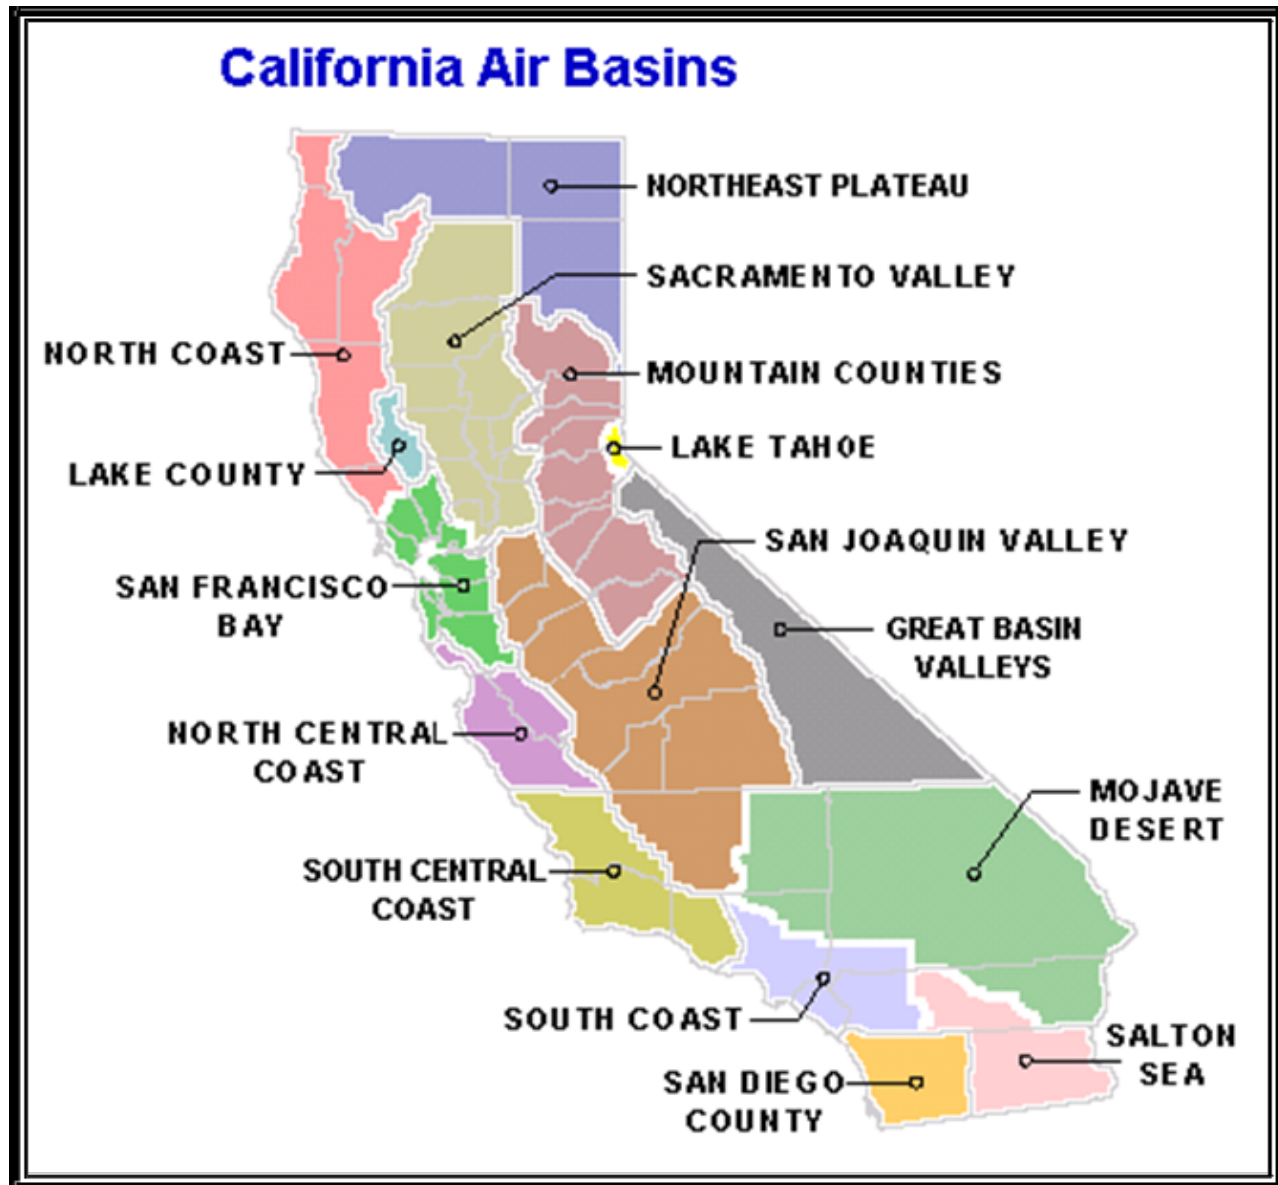 California Air Basins
NORTHEAST PLATEAU
SACRAMENTO VALLEY
NORTH COAST
MOUNTAIN COUNTIES
LAKE TAHOE
LAKE COUNTY
SAN JOAQUIN VALLEY
SAN FRANCISCO
BAY
GREAT BASIN
VALLEYS
NORTH CENTRAL
COAST
MOJAVE
DESERT
SOUTH CENTRAL
COAST
SOUTH COAST
SALTON
SEA
SAN DIEGO
COUNTY